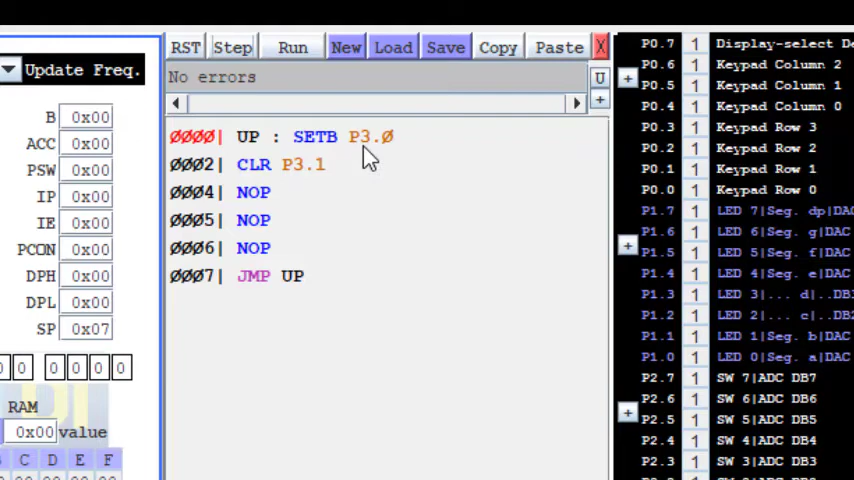 RST Step Run New Load Save Copy Paste X
Update Freq.
No errors
U
+
B 0x00
ACC 0x00
PSW 0x00
IP 0x00
IE 0x00
PCON 0x00
DPH 0x00
DPL 0x00
SP 0x07
0 0 0 0 0 0
RAM
0x00 value
C D E F
0000| UP : SETB P3.0
0002| CLR P3.1
0004| NOP
0005| NOP
0006| NOP
0007| JMP UP
+
+
+
P0.7 1 Display-select De
P0.6 1 Keypad Column 2
P0.5 1 Keypad Column 1
P0.4 1 Keypad Column 0
P0.3 1 Keypad Row 3
P0.2 1 Keypad Row 2
P0.1 1 Keypad Row 1
P0.0 1 Keypad Row 0
P1.7 1 LED 7|Seg. dp|DAC
P1.6 1 LED 6|Seg. g|DAC
P1.5 1 LED 5|Seg. f|DAC
P1.4 1 LED 4|Seg. e|DAC
P1.3 1 LED 3|... d|..DB3
P1.2 1 LED 2|... c|..DB2
P1.1 1 LED 1|Seg. b|DAC
P1.0 1 LED 0|Seg. a|DAC
P2.7 1 SW 7|ADC DB7
P2.6 1 SW 6|ADC DB6
P2.5 1 SW 5|ADC DB5
P2.4 1 SW 4|ADC DB4
P2.3 1 SW 3|ADC DB3